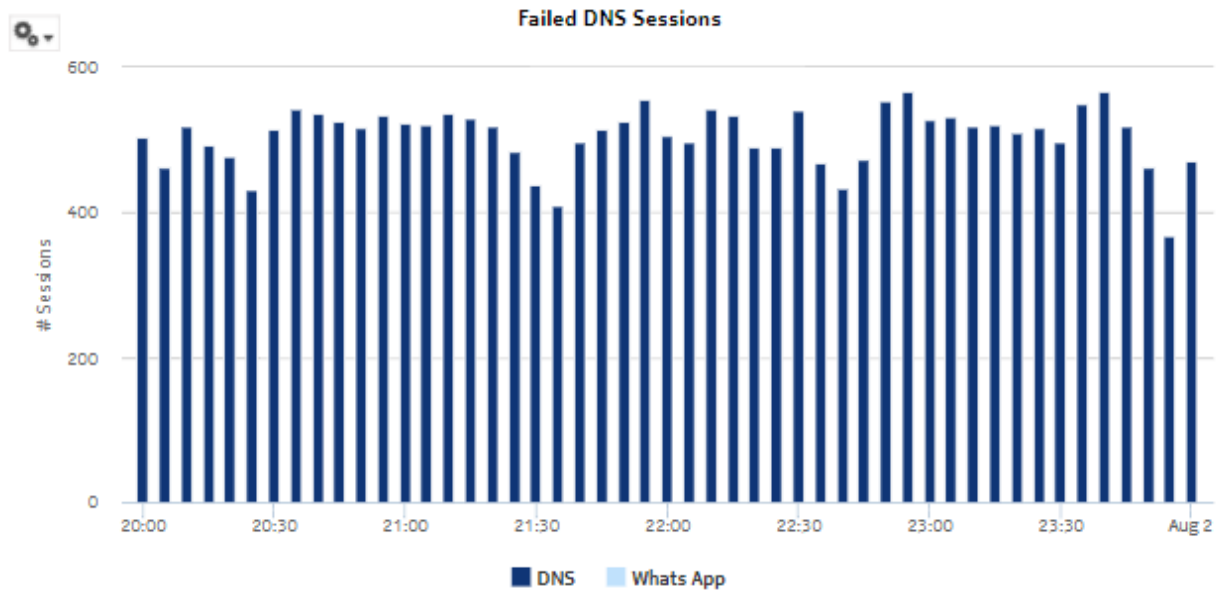 Failed DNS Sessions
600
400
200
0
# Sessions
20:00 20:30 21:00 21:30 22:00 22:30 23:00 23:30 Aug 2
DNS Whats App